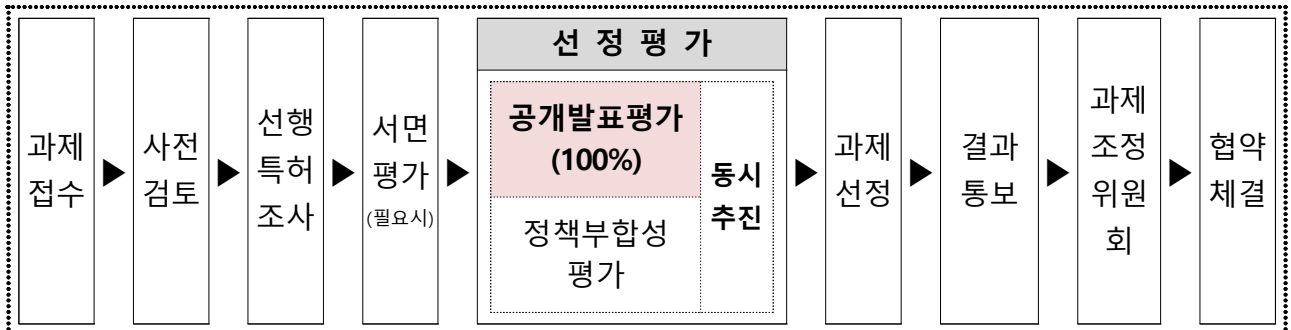 과제
접수
▶
사전
검토
▶
선행
특허
조사
▶
서면
평가
(필요시)
▶
선 정 평 가
공개발표평가
(100%)
정책부합성
평가
동시
추진
▶
과제
선정
▶
결과
통보
▶
과제
조정
위원
회
▶
협약
체결